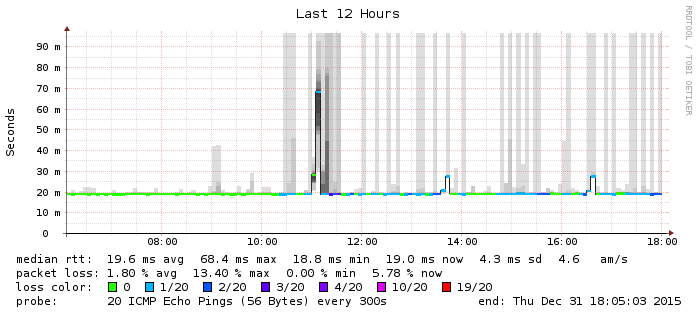 Last 12 Hours
RRDTOOL / TOBI OETIKER
Seconds
90 m
80 m
70 m
60 m
50 m
40 m
30 m
20 m
10 m
0
08:00 10:00 12:00 14:00 16:00 18:00
median rtt: 19.6 ms avg 68.4 ms max 18.8 ms min 19.0 ms now 4.3 ms sd 4.6 am/s
packet loss: 1.80 % avg 13.40 % max 0.00 % min 5.78 % now
loss color: 0 1/20 2/20 3/20 4/20 10/20 19/20
probe: 20 ICMP Echo Pings (56 Bytes) every 300s end: Thu Dec 31 18:05:03 2015